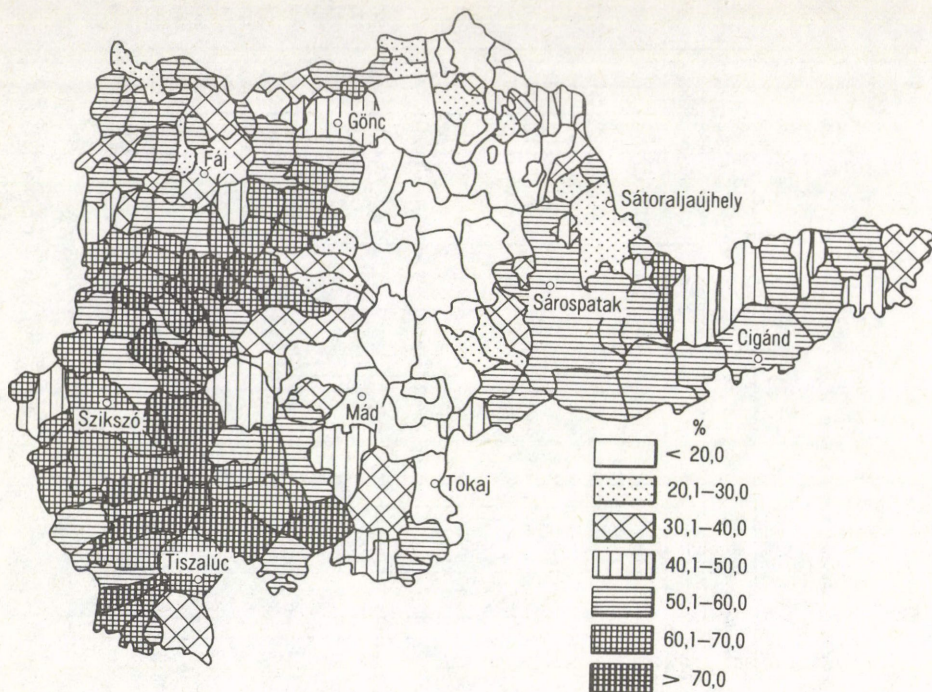 Gönc
Fáj
Sátoraljaújhely
Sárospatak
Cigánd
Mád
Szikszó
Tokaj
Tiszalúc
%
< 20,0
20,1—30,0
30,1—40,0
40,1—50,0
50,1—60,0
60,1—70,0
> 70,0